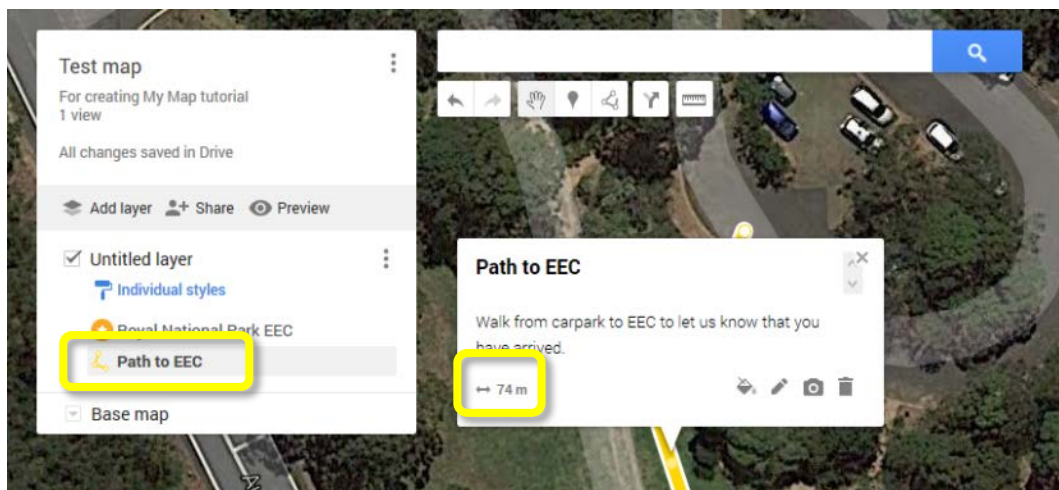 Test map
For creating My Map tutorial
1 view
All changes saved in Drive
Add layer Share Preview
Untitled layer
Individual styles
Royal National Park EEC
Path to EEC
Base map
Path to EEC
Walk from carpark to EEC to let us know that you
have arrived.
74 m